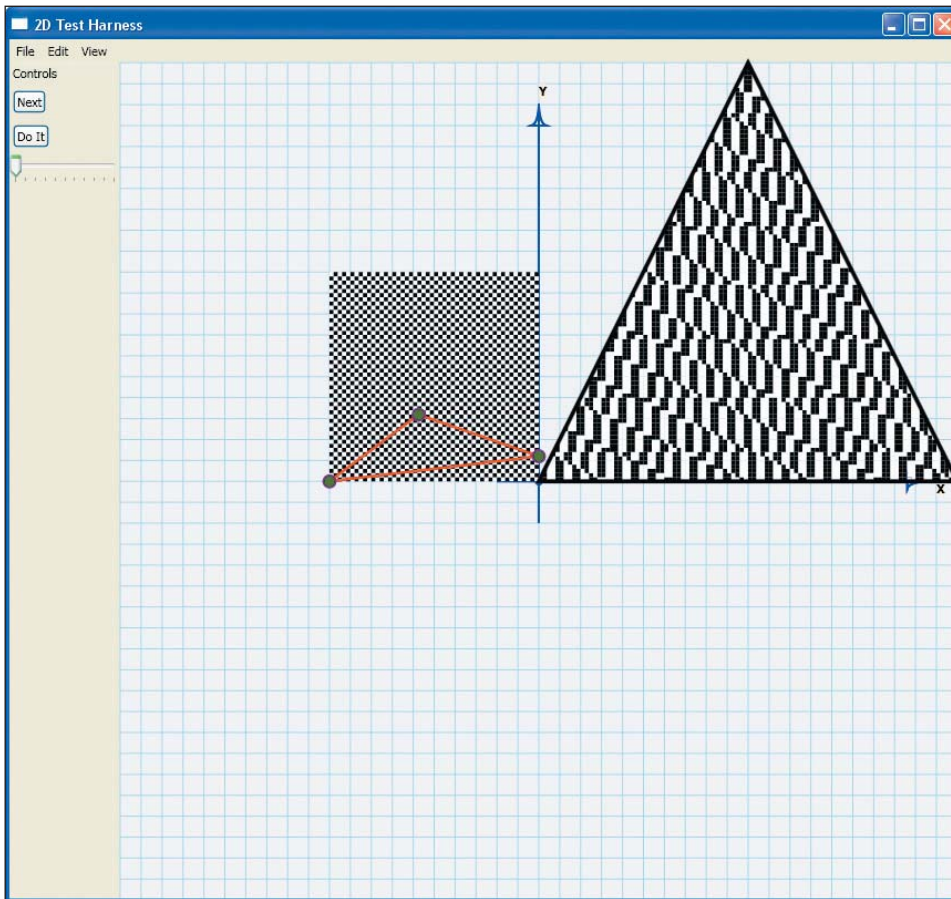 2D Test Harness
File Edit View
Controls
Next
Do It
Y
X